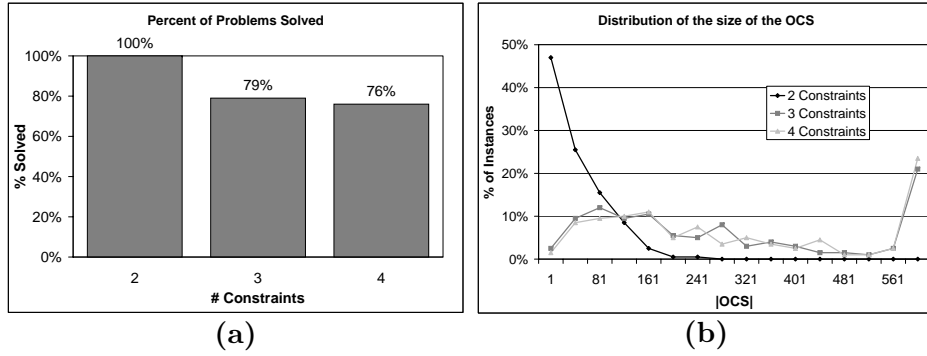 Percent of Problems Solved
100%
79%
76%
100%
80%
60%
40%
20%
0%
% Solved
2 3 4
# Constraints
(a)
Distribution of the size of the OCS
50%
40%
30%
20%
10%
0%
% of Instances
2 Constraints
3 Constraints
4 Constraints
1 81 161 241 321 401 481 561
|OCS|
(b)